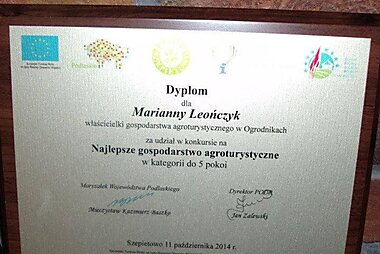 Podlaskie
Dyplom
dla
Marianny Leończyk
właścicielki gospodarstwa agroturystycznego w Ogrodnikach
za udział w konkursie na
Najlepsze gospodarstwo agroturystyczne
w kategorii do 5 pokoi
Marszałek Województwa Podlaskiego
Dyrektor PODR
Mieczysław Kazimierz Baszko
Jan Zalewski
Szepietowo 11 października 2014 r.